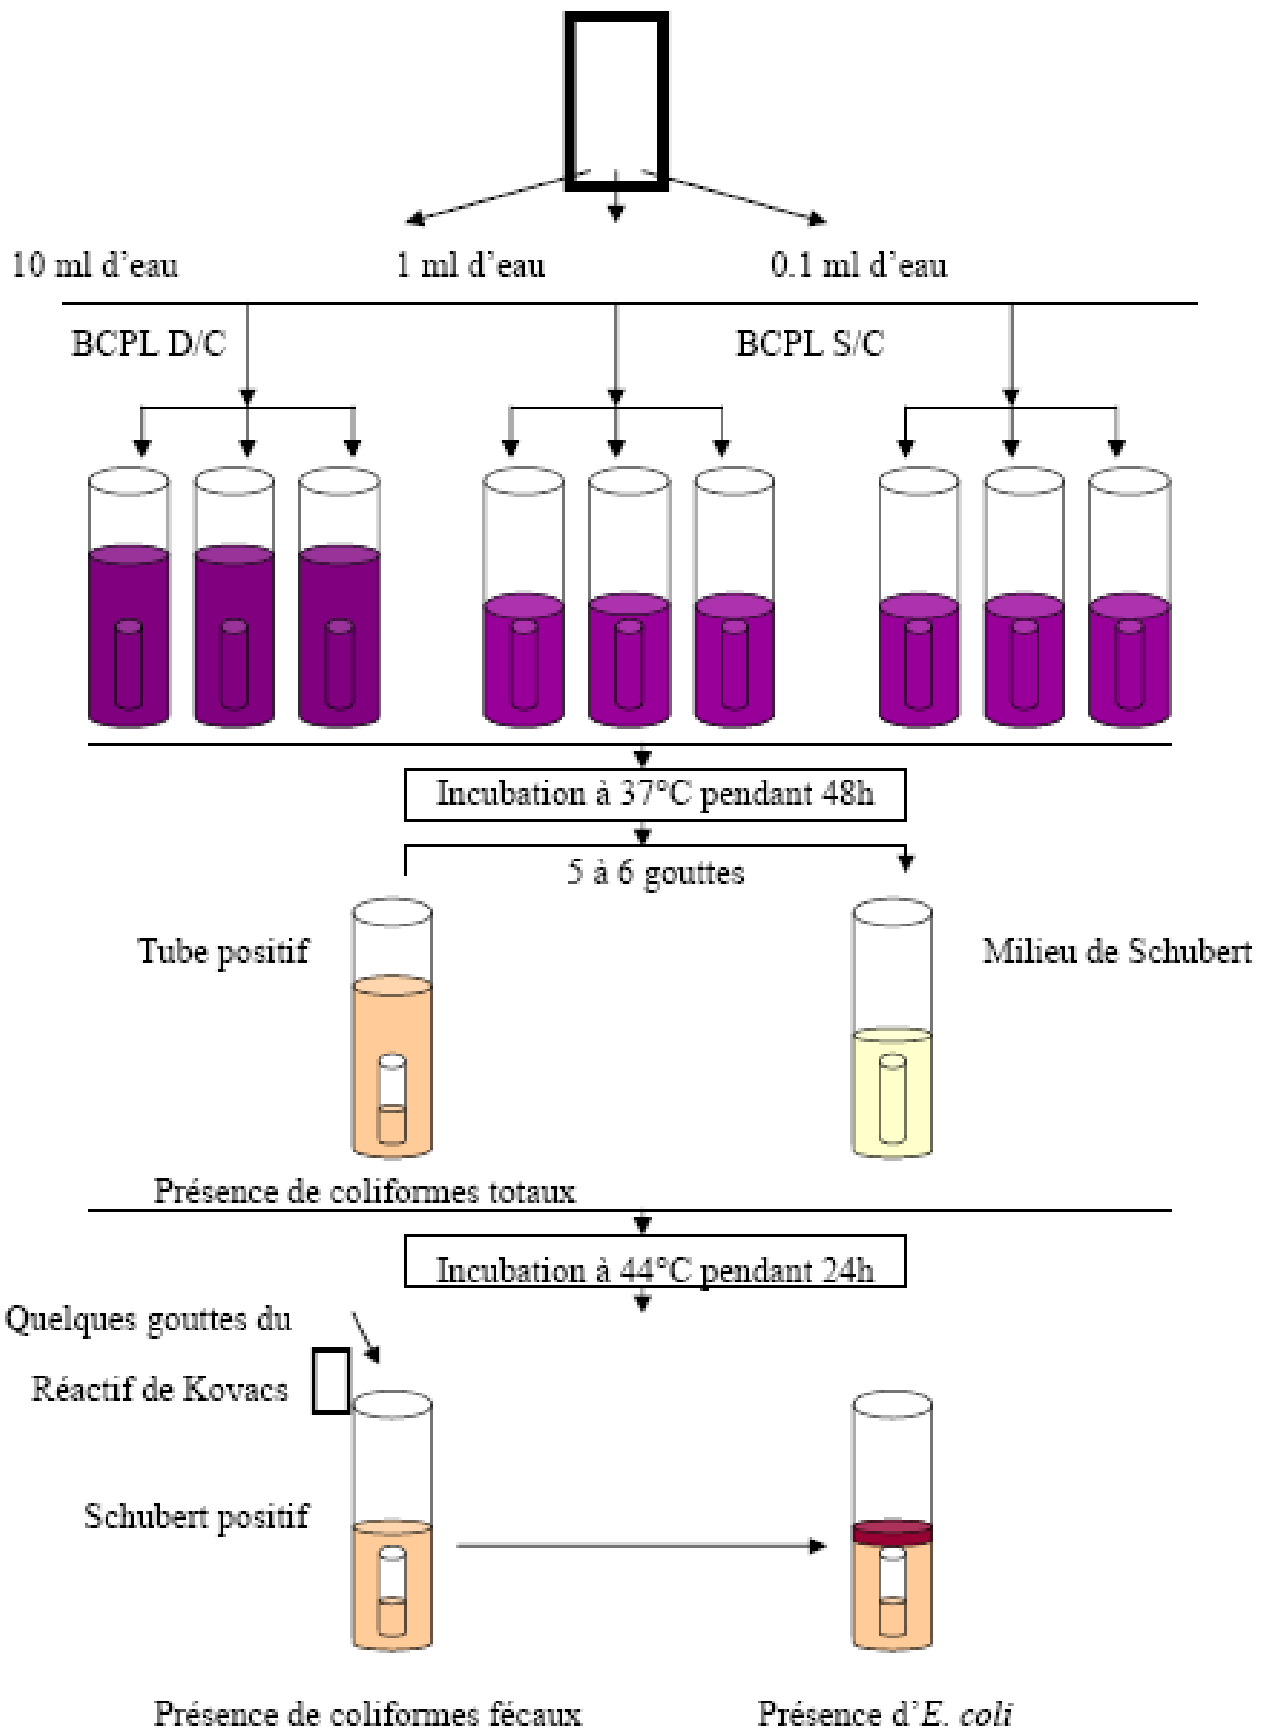 10 ml d’eau
1 ml d’eau
0.1 ml d’eau
BCPL D/C
BCPL S/C
Incubation à 37°C pendant 48h
5 à 6 gouttes
Tube positif
Milieu de Schubert
Présence de coliformes totaux
Incubation à 44°C pendant 24h
Quelques gouttes du
Réactif de Kovacs
Schubert positif
Présence de coliformes fécaux
Présence d’E. coli